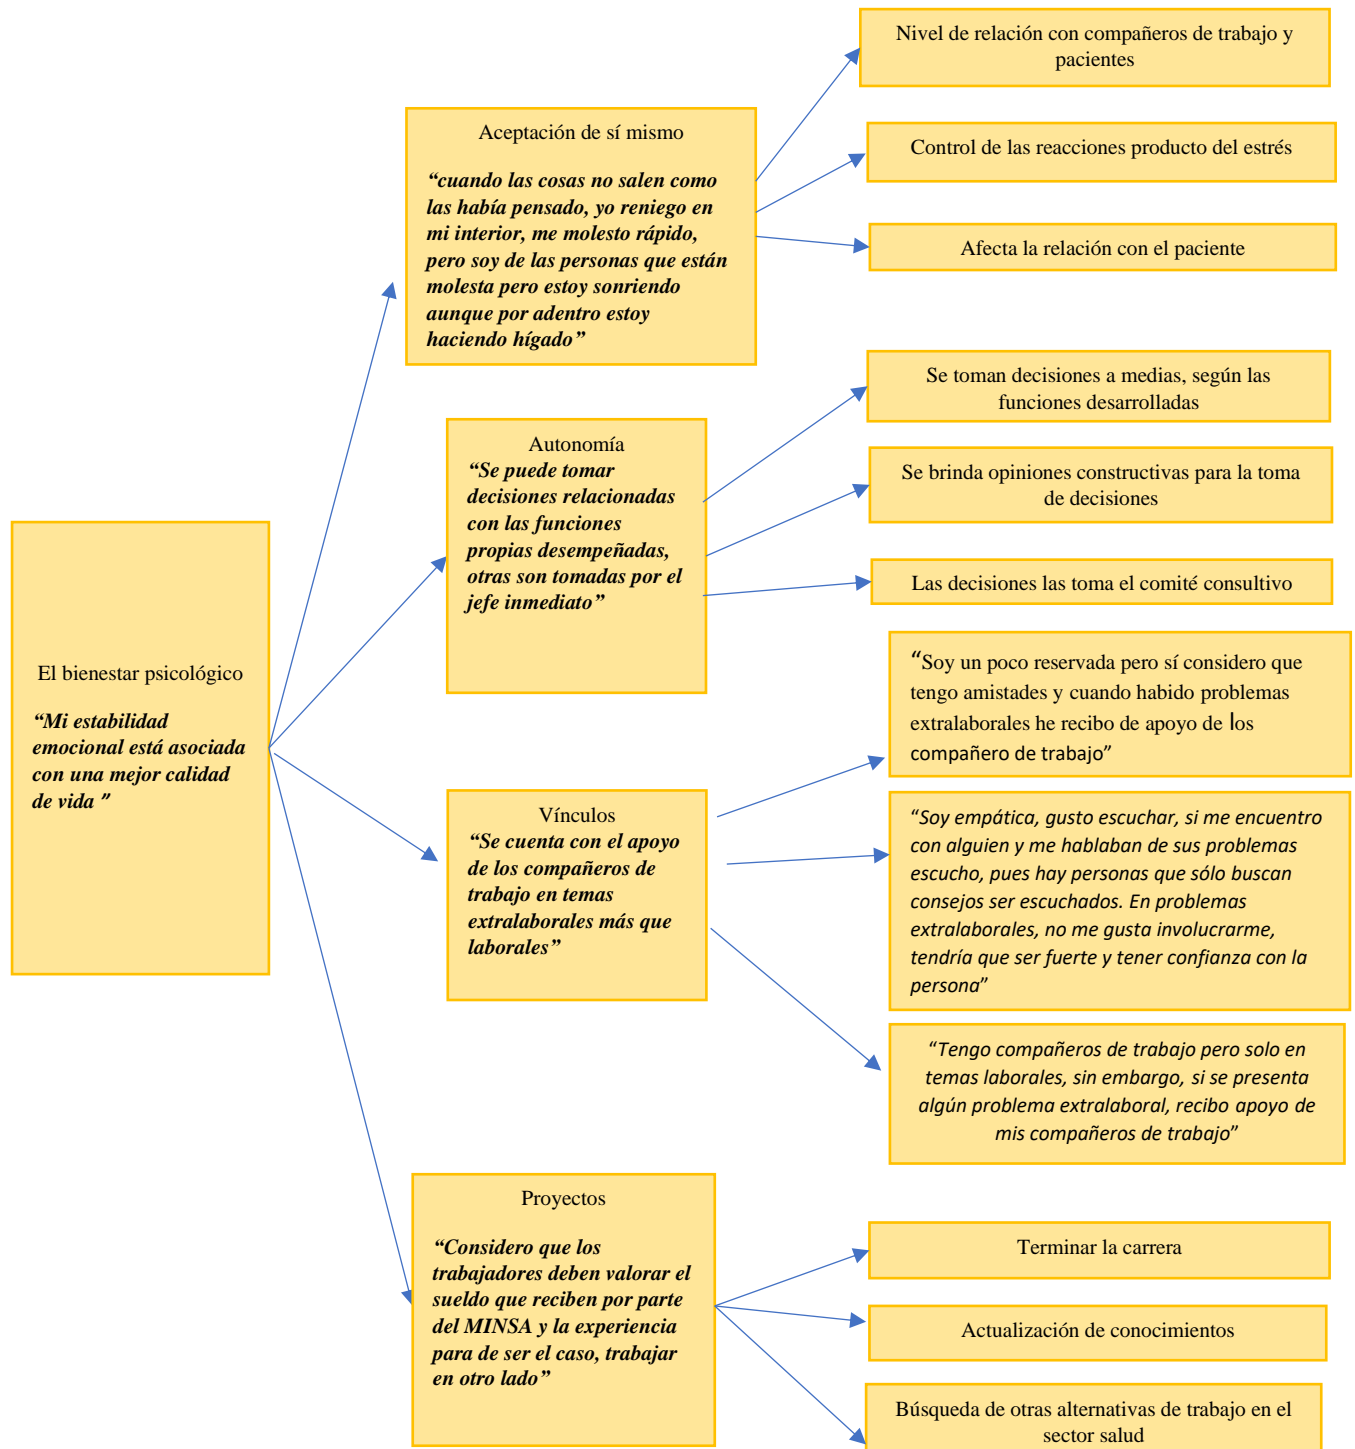 El bienestar psicológico
“Mi estabilidad
emocional está asociada
con una mejor calidad
de vida ”
Aceptación de sí mismo
“cuando las cosas no salen como
las había pensado, yo reniego en
mi interior, me molesto rápido,
pero soy de las personas que están
molesta pero estoy sonriendo
aunque por adentro estoy
haciendo hígado”
Nivel de relación con compañeros de trabajo y
pacientes
Control de las reacciones producto del estrés
Afecta la relación con el paciente
Autonomía
“Se puede tomar
decisiones relacionadas
con las funciones
propias desempeñadas,
otras son tomadas por el
jefe inmediato”
Se toman decisiones a medias, según las
funciones desarrolladas
Se brinda opiniones constructivas para la toma
de decisiones
Las decisiones las toma el comité consultivo
Vínculos
“Se cuenta con el apoyo
de los compañeros de
trabajo en temas
extralaborales más que
laborales”
“Soy un poco reservada pero sí considero que
tengo amistades y cuando habido problemas
extralaborales he recibo de apoyo de los
compañero de trabajo”
“Soy empática, gusto escuchar, si me encuentro
con alguien y me hablaban de sus problemas
escucho, pues hay personas que sólo buscan
consejos ser escuchados. En problemas
extralaborales, no me gusta involucrarme,
tendría que ser fuerte y tener confianza con la
persona”
“Tengo compañeros de trabajo pero solo en
temas laborales, sin embargo, si se presenta
algún problema extralaboral, recibo apoyo de
mis compañeros de trabajo”
Proyectos
“Considero que los
trabajadores deben valorar el
sueldo que reciben por parte
del MINSA y la experiencia
para de ser el caso, trabajar
en otro lado”
Terminar la carrera
Actualización de conocimientos
Búsqueda de otras alternativas de trabajo en el
sector salud